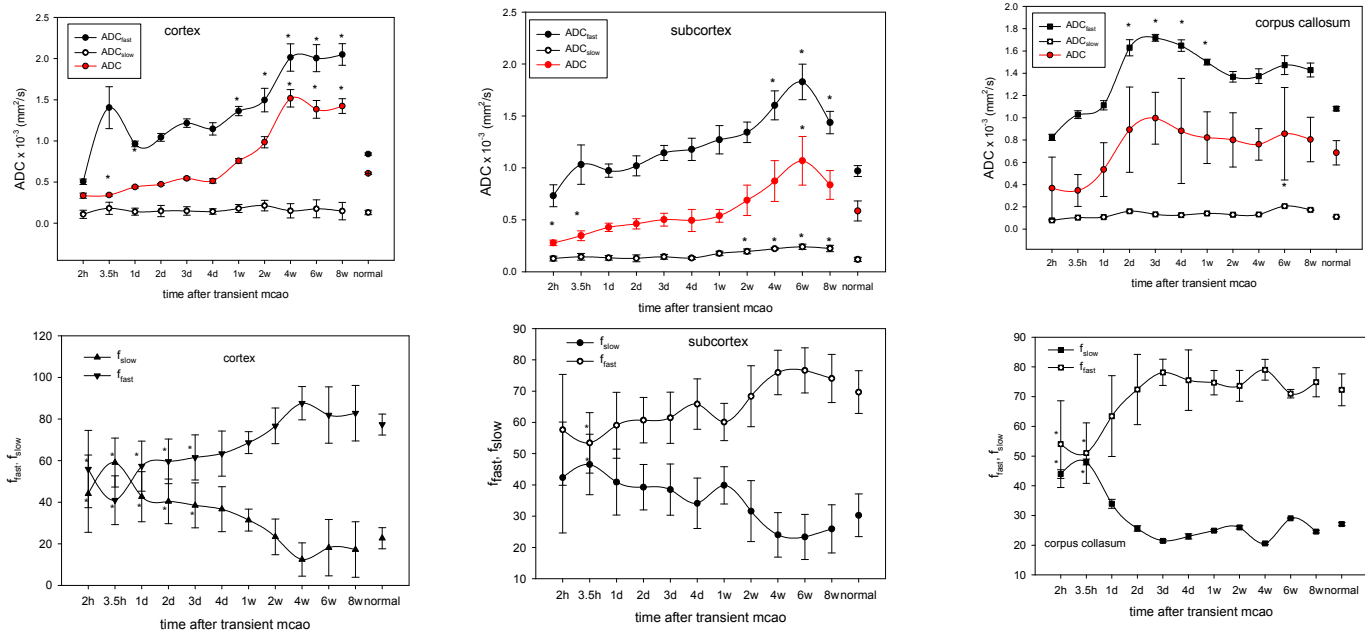 cortex
ADCfast
ADCslow
ADC
ADC x 10-3 (mm2/s)
2.5
2.0
1.5
1.0
0.5
0.0
2h 3.5h 1d 2d 3d 4d 1w 2w 4w 6w 8w normal
time after transient mcao
subcortex
ADCfast
ADCslow
ADC
ADC x 10-3 (mm2/s)
2.5
2.0
1.5
1.0
0.5
0.0
2h 3.5h 1d 2d 3d 4d 1w 2w 4w 6w 8w normal
time after transient mcao
corpus callosum
ADCfast
ADCslow
ADC
ADC x 10-3 (mm2/s)
2.0
1.8
1.6
1.4
1.2
1.0
0.8
0.6
0.4
0.2
0.0
2h 3.5h 1d 2d 3d 4d 1w 2w 4w 6w 8w normal
time after transient mcao
cortex
fslow
ffast
ffast, fslow
120
100
80
60
40
20
0
2h 3.5h 1d 2d 3d 4d 1w 2w 4w 6w 8w normal
time after transient mcao
subcortex
fslow
ffast
ffast, fslow
90
80
70
60
50
40
30
20
10
2h 3.5h 1d 2d 3d 4d 1w 2w 4w 6w 8w normal
time after transient mcao
fslow
ffast
ffast, fslow
90
80
70
60
50
40
30
20
10
corpus collasum
2h 3.5h 1d 2d 3d 4d 1w 2w 4w 6w 8w normal
time after transient mcao